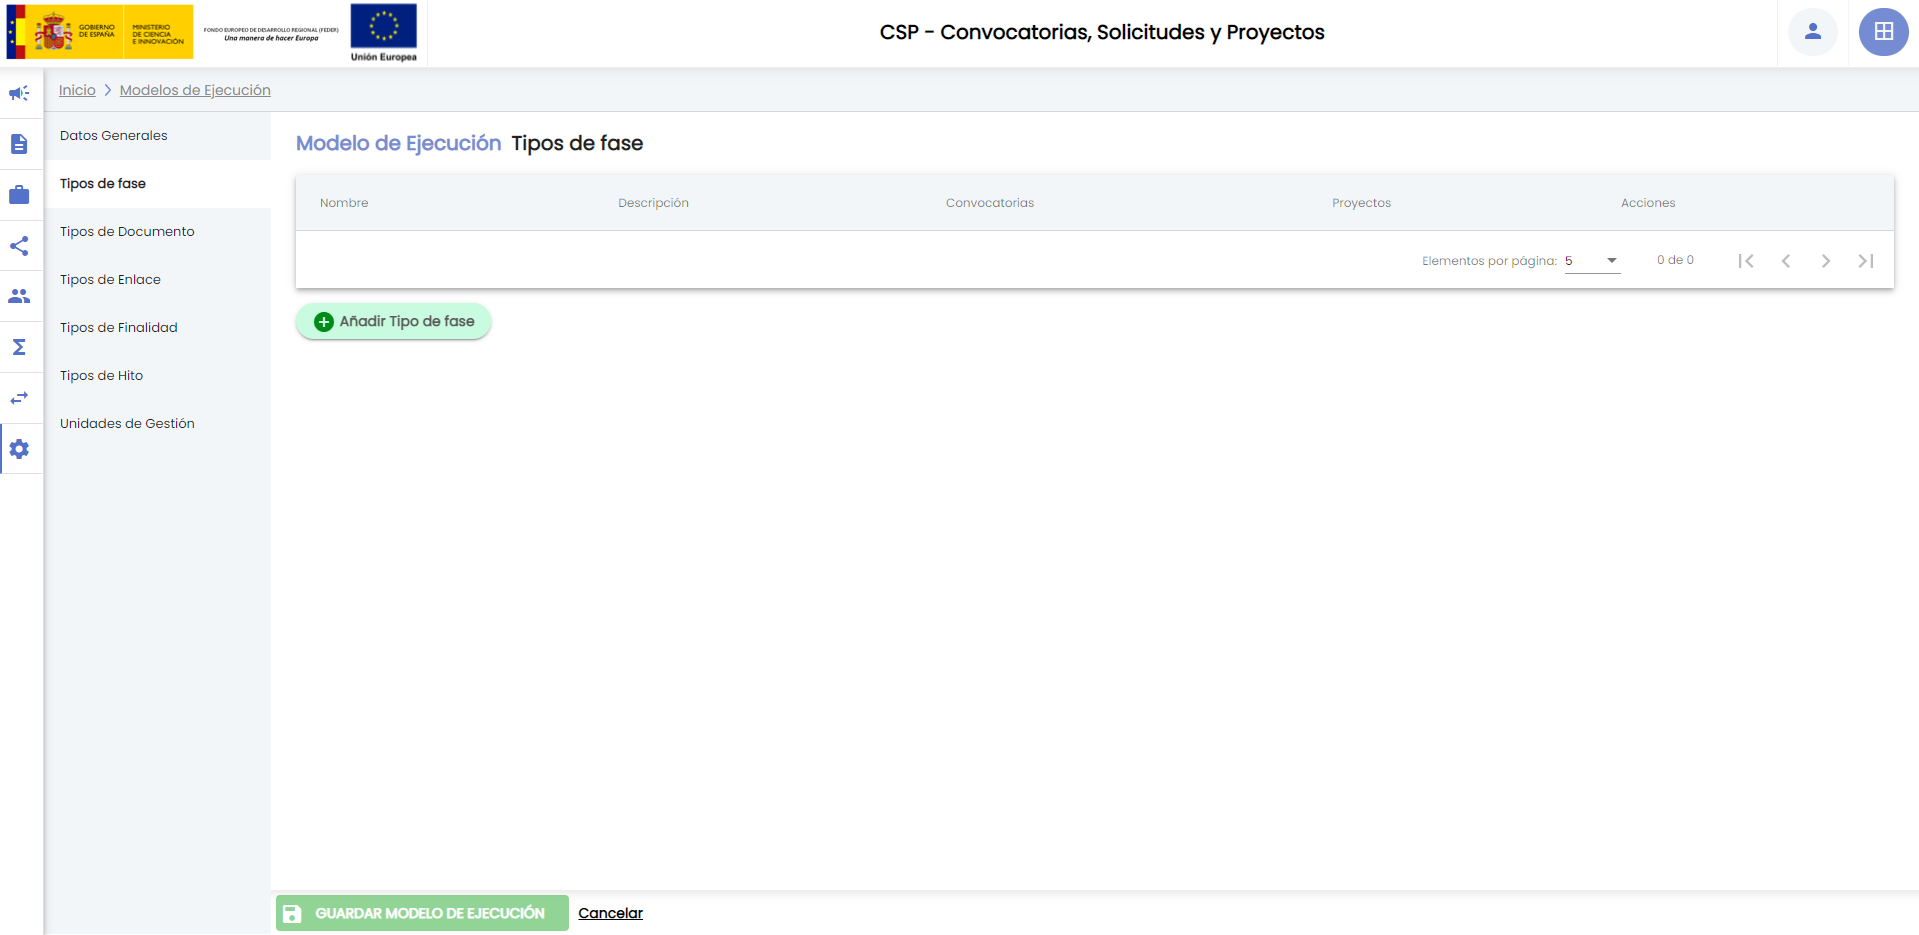 GOBIERNO
DE ESPAÑA
MINISTERIO
DE CIENCIA
E INNOVACIÓN
FONDO EUROPEO DE DESARROLLO REGIONAL (FEDER)
Una manera de hacer Europa
Unión Europea
CSP - Convocatorias, Solicitudes y Proyectos
Inicio Modelos de Ejecución
Datos Generales
Tipos de fase
Tipos de Documento
Tipos de Enlace
Tipos de Finalidad
Tipos de Hito
Unidades de Gestión
Modelo de Ejecución Tipos de fase
Nombre Descripción Convocatorias Proyectos Acciones
Elementos por página: 5 0 de 0
Añadir Tipo de fase
GUARDAR MODELO DE EJECUCIÓN Cancelar